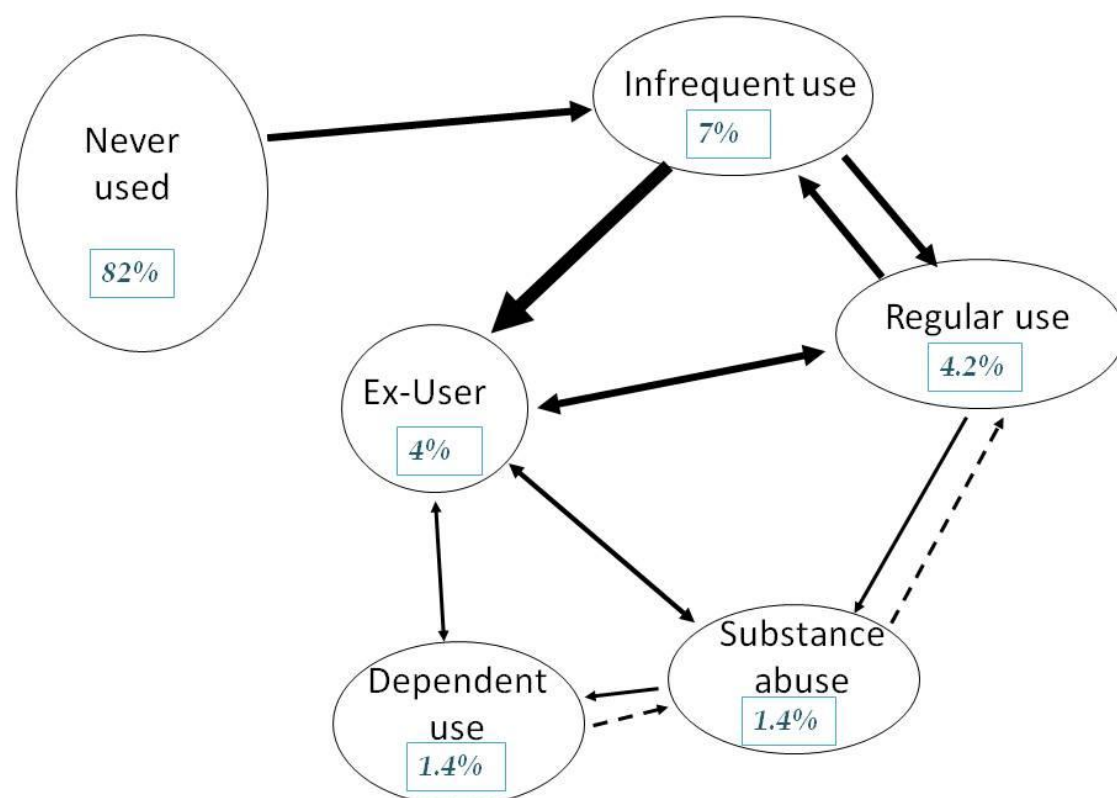 Never
used
82%
Infrequent use
7%
Regular use
4.2%
Ex-User
4%
Substance
abuse
1.4%
Dependent
use
1.4%